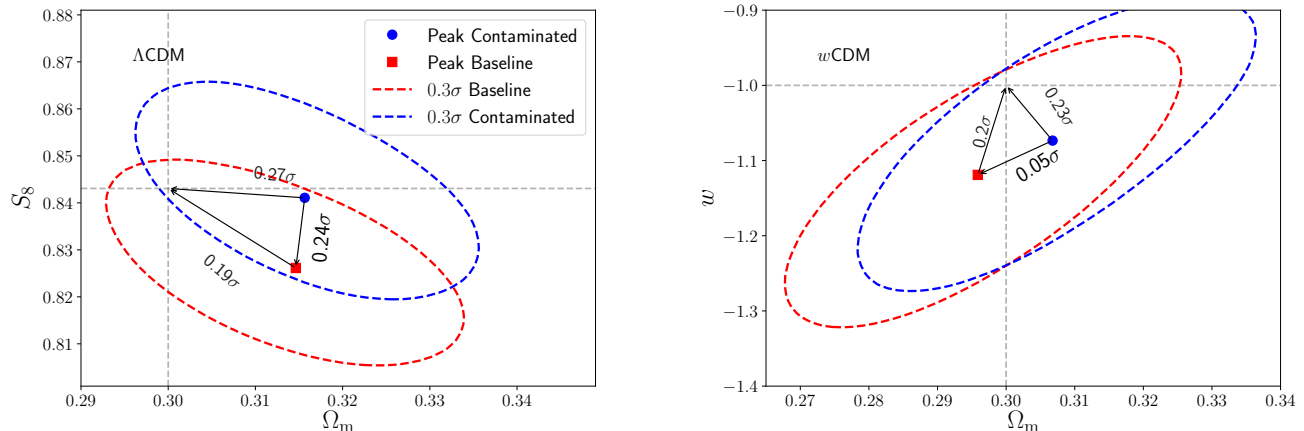 0.88
0.87
0.86
0.85
0.84
0.83
0.82
0.81
S₈
0.29 0.30 0.31 0.32 0.33 0.34
Ωₘ
ΛCDM
Peak Contaminated
Peak Baseline
0.3σ Baseline
0.3σ Contaminated
0.27σ
0.24σ
0.19σ
−0.9
−1.0
−1.1
−1.2
−1.3
−1.4
w
0.27 0.28 0.29 0.30 0.31 0.32 0.33 0.34
Ωₘ
wCDM
0.2σ
0.23σ
0.05σ